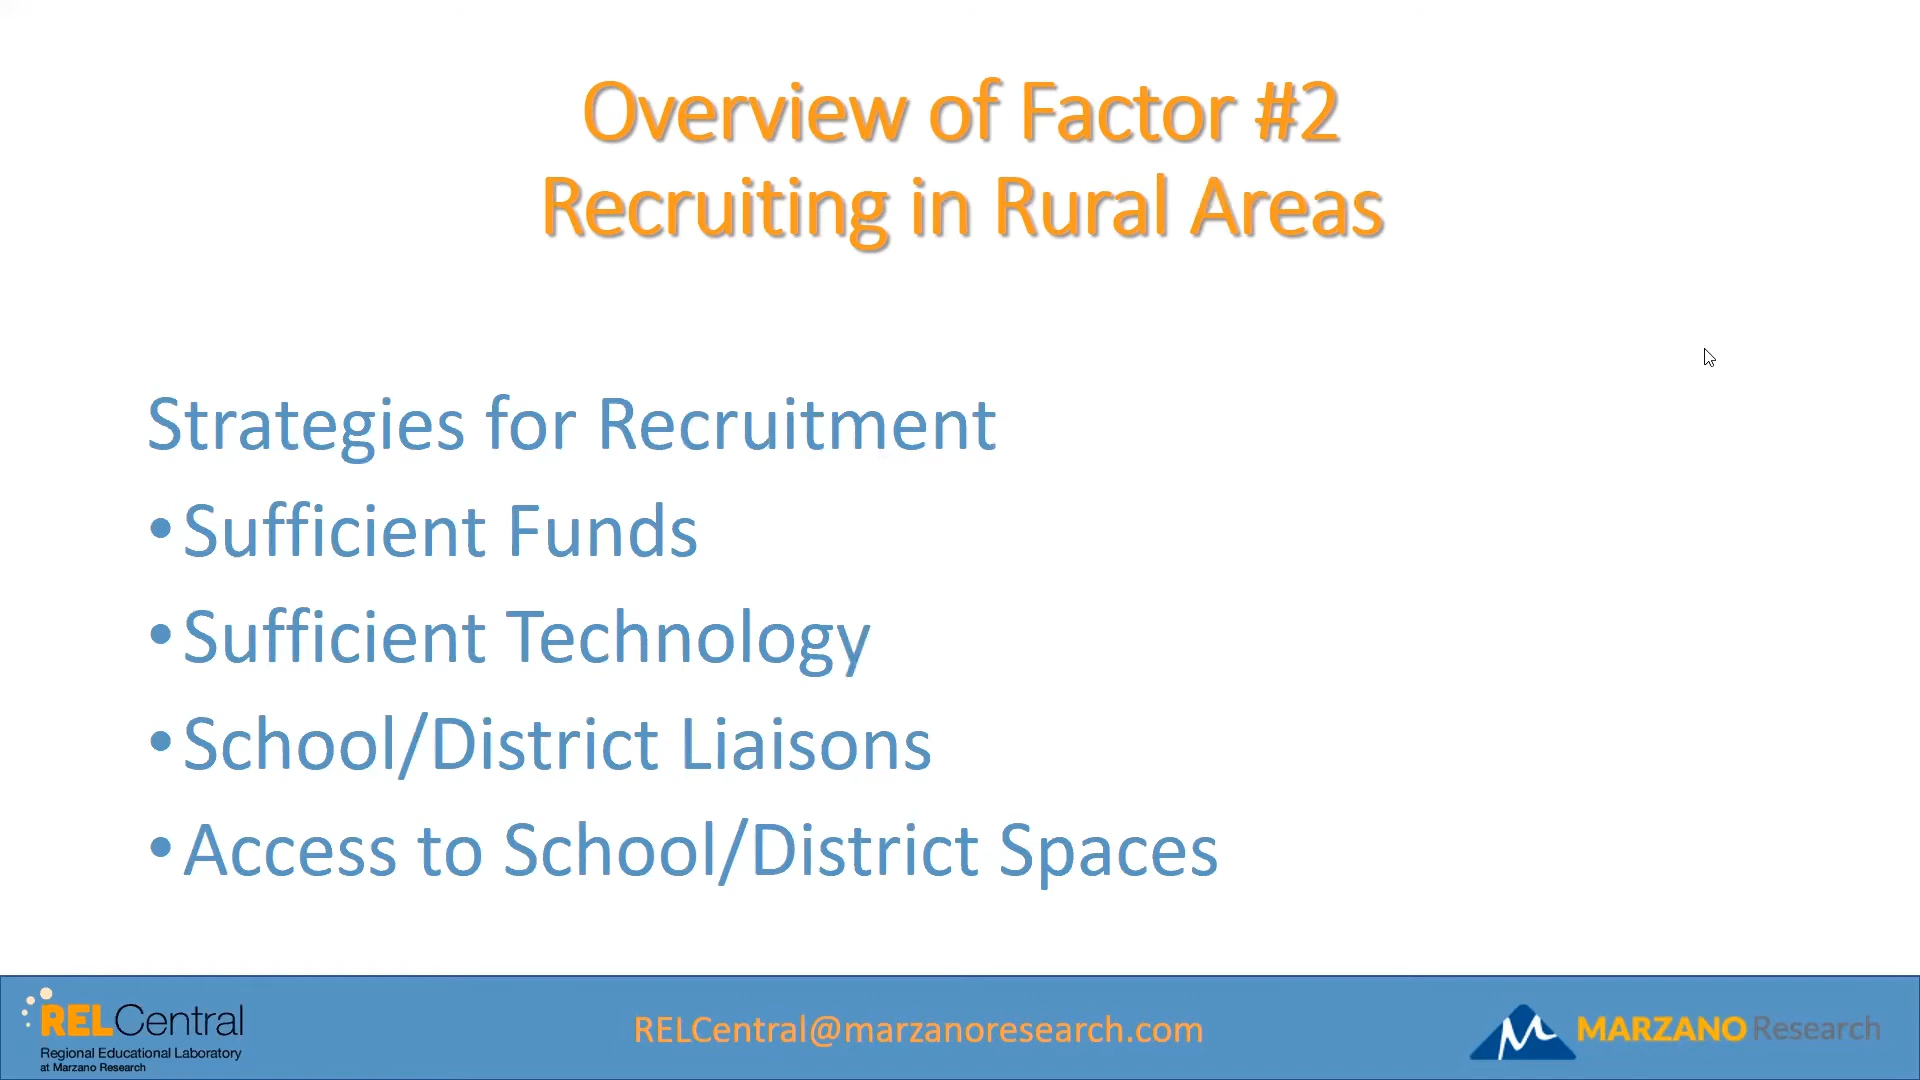 Overview of Factor #2
Recruiting in Rural Areas
Strategies for Recruitment
•Sufficient Funds
•Sufficient Technology
•School/District Liaisons
•Access to School/District Spaces
RELCentral
Regional Educational Laboratory
at Marzano Research
RELCentral@marzanoresearch.com
MARZANO Research